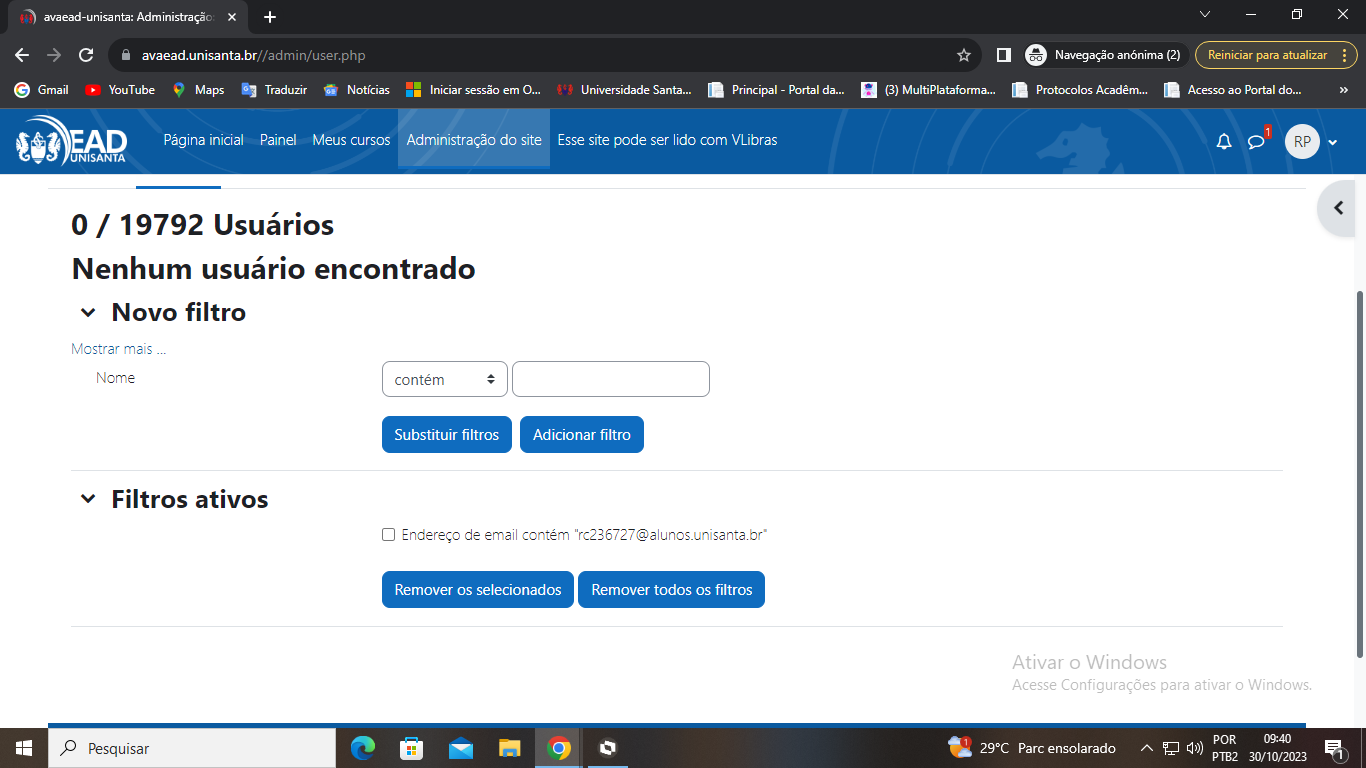 avaead-unisanta: Administração:
avaead.unisanta.br//admin/user.php
Navegação anónima (2)
Reiniciar para atualizar
Gmail
YouTube
Maps
Traduzir
Notícias
Iniciar sessão em O...
Universidade Santa...
Principal - Portal da...
(3) MultiPlataforma...
Protocolos Acadêm...
Acesso ao Portal do...
»
EAD
UNISANTA
Página inicial
Painel
Meus cursos
Administração do site
Esse site pode ser lido com VLibras
1
RP
0 / 19792 Usuários
Nenhum usuário encontrado
Novo filtro
Mostrar mais ...
Nome
contém
Substituir filtros
Adicionar filtro
Filtros ativos
Endereço de email contém "rc236727@alunos.unisanta.br"
Remover os selecionados
Remover todos os filtros
Ativar o Windows
Acesse Configurações para ativar o Windows.
Pesquisar
1
29°C Parc ensolarado
POR
PTB2
09:40
30/10/2023
1